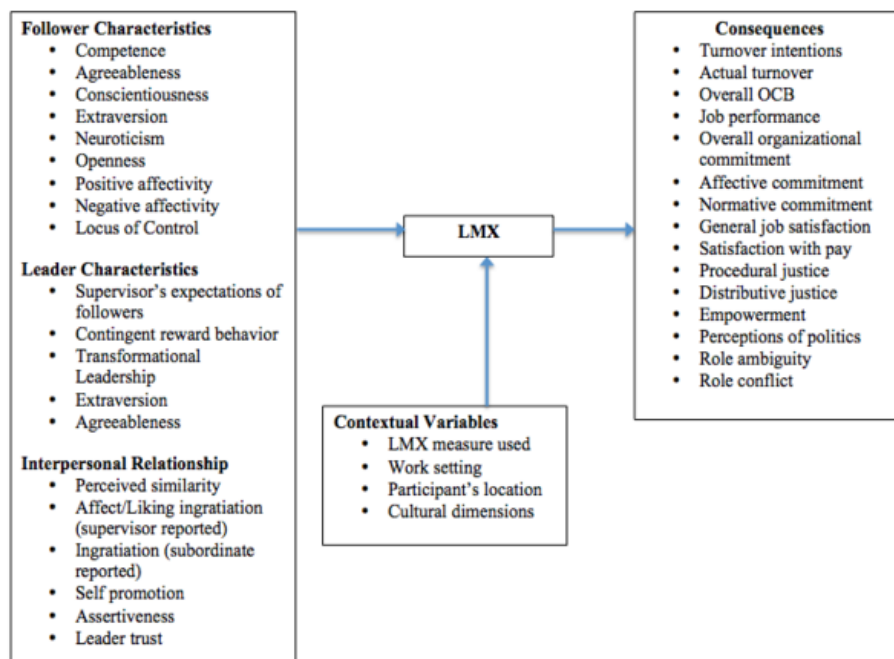 Follower Characteristics
• Competence
• Agreeableness
• Conscientiousness
• Extraversion
• Neuroticism
• Openness
• Positive affectivity
• Negative affectivity
• Locus of Control
Leader Characteristics
• Supervisor's expectations of
followers
• Contingent reward behavior
• Transformational
Leadership
• Extraversion
• Agreeableness
Interpersonal Relationship
• Perceived similarity
• Affect/Liking ingratiation
(supervisor reported)
• Ingratiation (subordinate
reported)
• Self promotion
• Assertiveness
• Leader trust
LMX
Contextual Variables
• LMX measure used
• Work setting
• Participant's location
• Cultural dimensions
Consequences
• Turnover intentions
• Actual turnover
• Overall OCB
• Job performance
• Overall organizational
commitment
• Affective commitment
• Normative commitment
• General job satisfaction
• Satisfaction with pay
• Procedural justice
• Distributive justice
• Empowerment
• Perceptions of politics
• Role ambiguity
• Role conflict